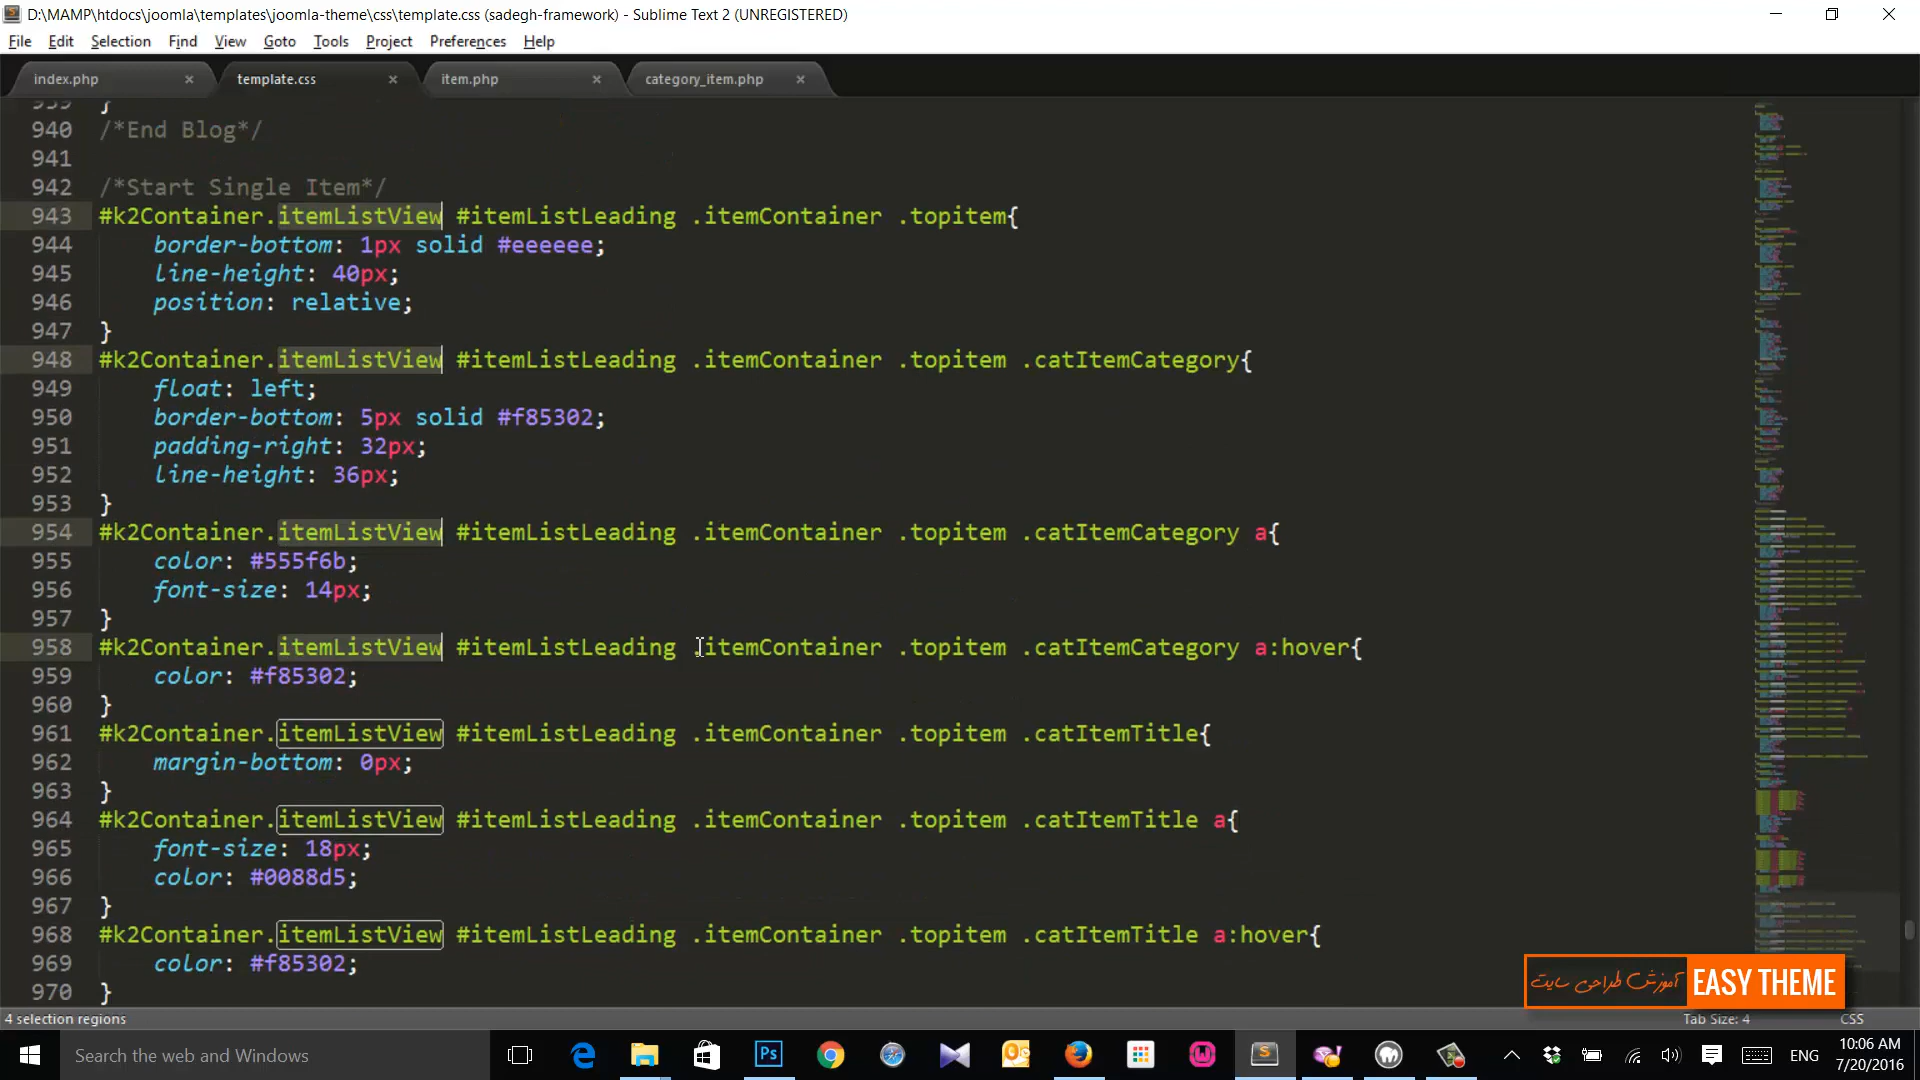 D:\MAMP\htdocs\joomla\templates\joomla-theme\css\template.css (sadegh-framework) - Sublime Text 2 (UNREGISTERED)
File Edit Selection Find View Goto Tools Project Preferences Help
index.php × template.css × item.php × category_item.php ×
939 }
940 /*End Blog*/
941
942 /*Start Single Item*/
943 #k2Container.itemListView #itemListLeading .itemContainer .topitem{
944 border-bottom: 1px solid #eeeeee;
945 line-height: 40px;
946 position: relative;
947 }
948 #k2Container.itemListView #itemListLeading .itemContainer .topitem .catItemCategory{
949 float: left;
950 border-bottom: 5px solid #f85302;
951 padding-right: 32px;
952 line-height: 36px;
953 }
954 #k2Container.itemListView #itemListLeading .itemContainer .topitem .catItemCategory a{
955 color: #555f6b;
956 font-size: 14px;
957 }
958 #k2Container.itemListView #itemListLeading .itemContainer .topitem .catItemCategory a:hover{
959 color: #f85302;
960 }
961 #k2Container.itemListView #itemListLeading .itemContainer .topitem .catItemTitle{
962 margin-bottom: 0px;
963 }
964 #k2Container.itemListView #itemListLeading .itemContainer .topitem .catItemTitle a{
965 font-size: 18px;
966 color: #0088d5;
967 }
968 #k2Container.itemListView #itemListLeading .itemContainer .topitem .catItemTitle a:hover{
969 color: #f85302;
970 }
آموزش طراحی سایت EASY THEME
4 selection regions Tab Size: 4 CSS
Search the web and Windows
ENG
10:06 AM
7/20/2016